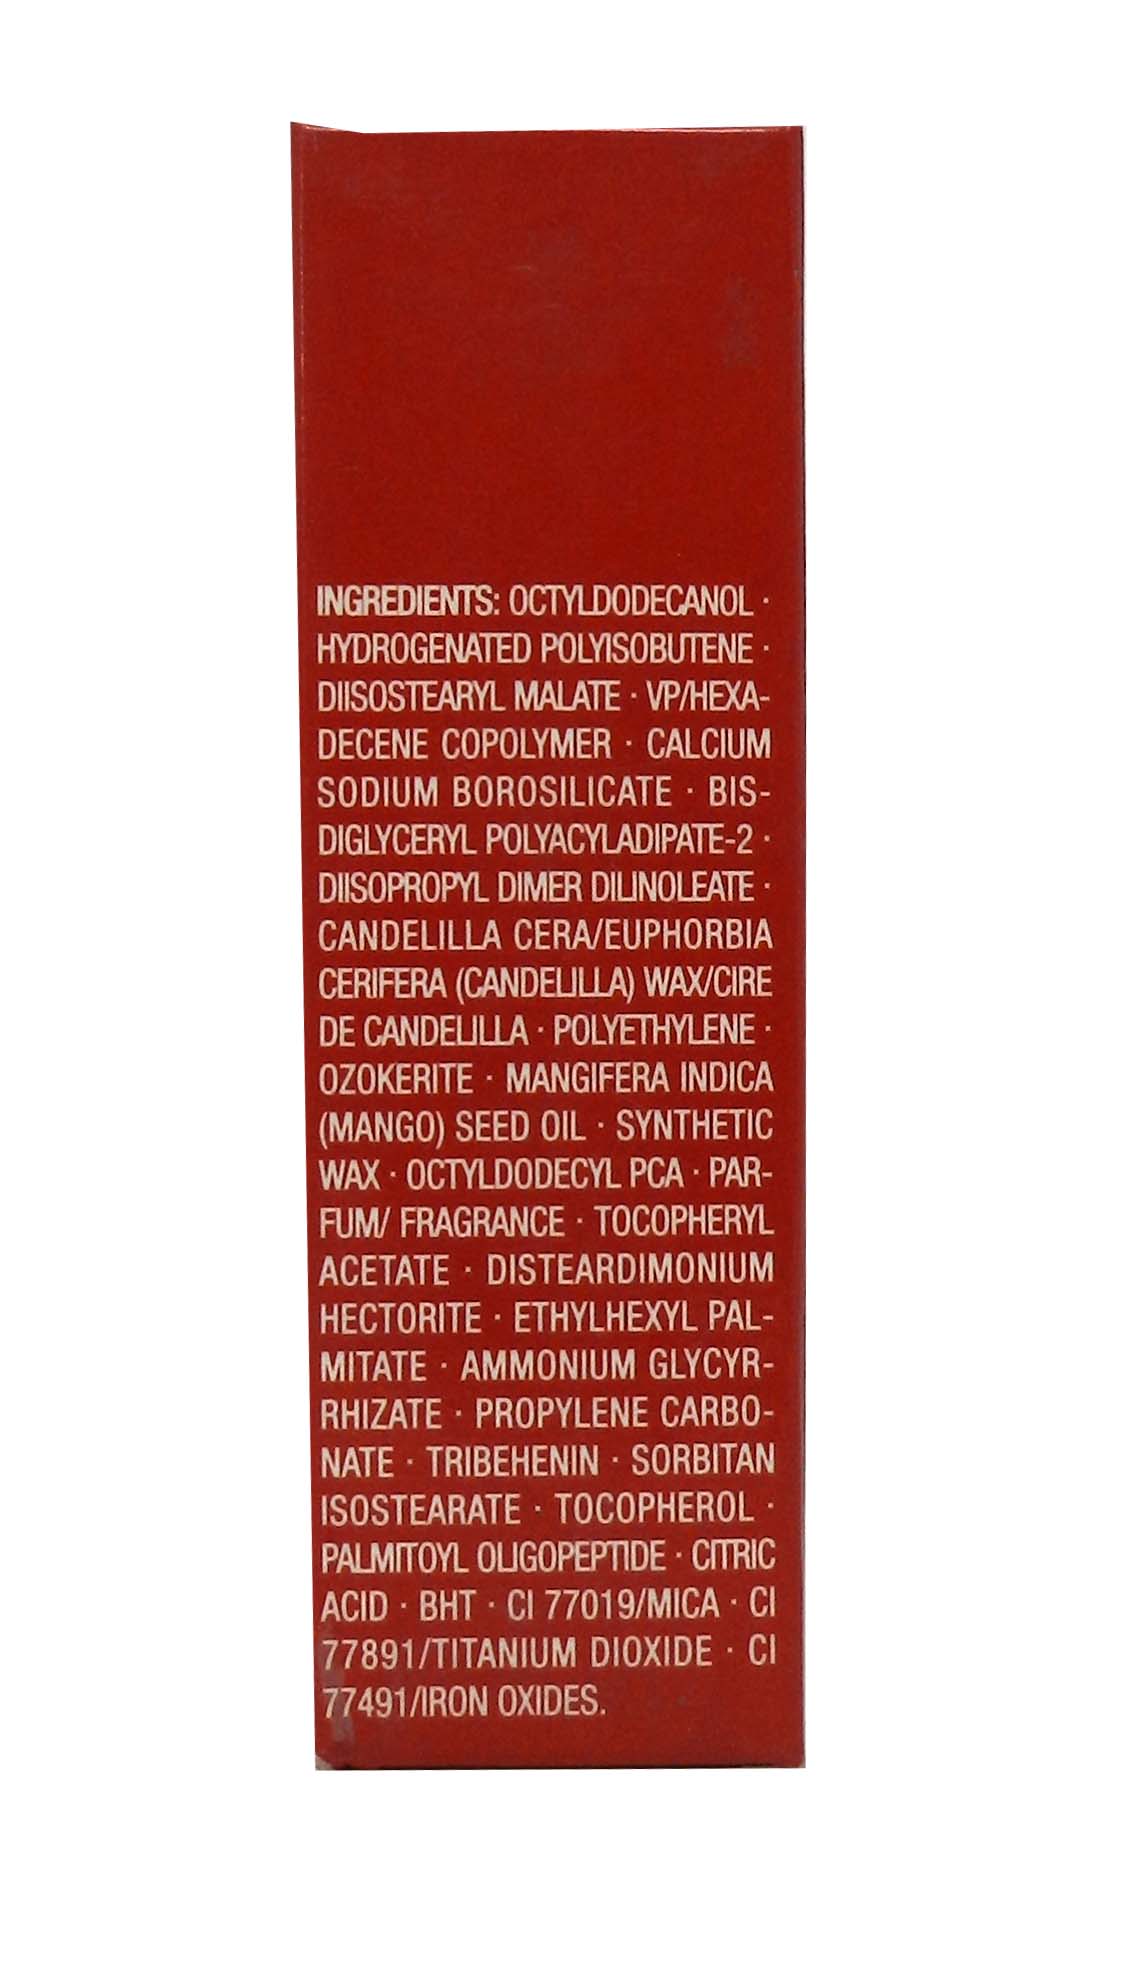 INGREDIENTS: OCTYLDODECANOL ·
HYDROGENATED POLYISOBUTENE ·
DIISOSTEARYL MALATE · VP/HEXA-
DECENE COPOLYMER · CALCIUM
SODIUM BOROSILICATE · BIS-
DIGLYCERYL POLYACYLADIPATE-2 ·
DIISOPROPYL DIMER DILINOLEATE ·
CANDELILLA CERA/EUPHORBIA
CERIFERA (CANDELILLA) WAX/CIRE
DE CANDELILLA · POLYETHYLENE ·
OZOKERITE · MANGIFERA INDICA
(MANGO) SEED OIL · SYNTHETIC
WAX · OCTYLDODECYL PCA · PAR-
FUM/ FRAGRANCE · TOCOPHERYL
ACETATE · DISTEARDIMONIUM
HECTORITE · ETHYLHEXYL PAL-
MITATE · AMMONIUM GLYCYR-
RHIZATE · PROPYLENE CARBO-
NATE · TRIBEHENIN · SORBITAN
ISOSTEARATE · TOCOPHEROL ·
PALMITOYL OLIGOPEPTIDE · CITRIC
ACID · BHT · CI 77019/MICA · CI
77891/TITANIUM DIOXIDE · CI
77491/IRON OXIDES.